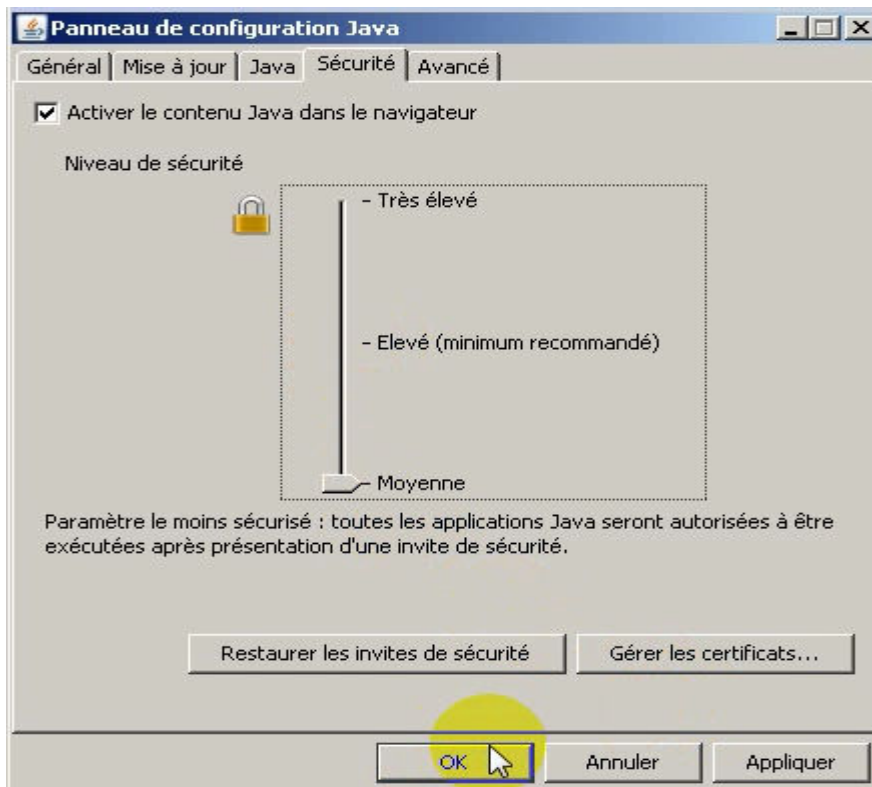 Panneau de configuration Java
Général
Mise à jour
Java
Sécurité
Avancé
Activer le contenu Java dans le navigateur
Niveau de sécurité
- Très élevé
- Elevé (minimum recommandé)
- Moyenne
Paramètre le moins sécurisé : toutes les applications Java seront autorisées à être
exécutées après présentation d'une invite de sécurité.
Restaurer les invites de sécurité
Gérer les certificats...
OK
Annuler
Appliquer